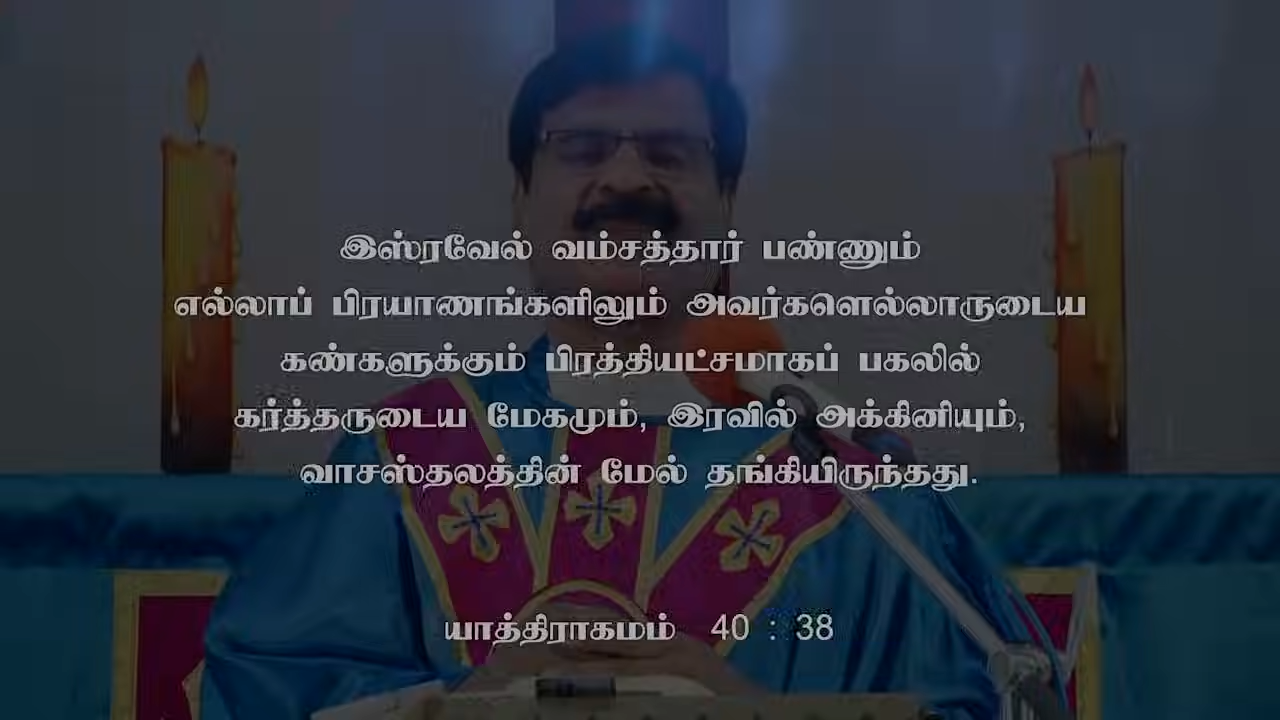 இஸ்ரவேல் வம்சத்தார் பண்ணும்
எல்லாப் பிரயாணங்களிலும் அவர்களெல்லாருடைய
கண்களுக்கும் பிரத்தியட்சமாகப் பகலில்
கர்த்தருடைய மேகமும், இரவில் அக்கினியும்,
வாசஸ்தலத்தின் மேல் தங்கியிருந்தது.
யாத்திராகமம் 40 : 38